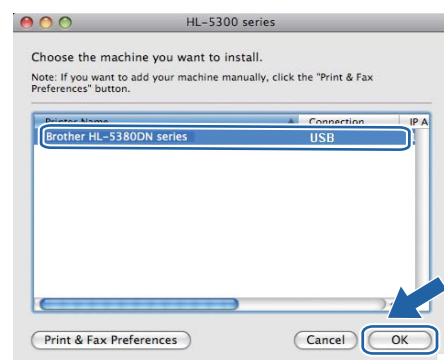 HL-5300 series
Choose the machine you want to install.
Note: If you want to add your machine manually, click the "Print & Fax
Preferences" button.
Printer Name Connection IP A
Brother HL-5380DN series USB
Print & Fax Preferences Cancel OK